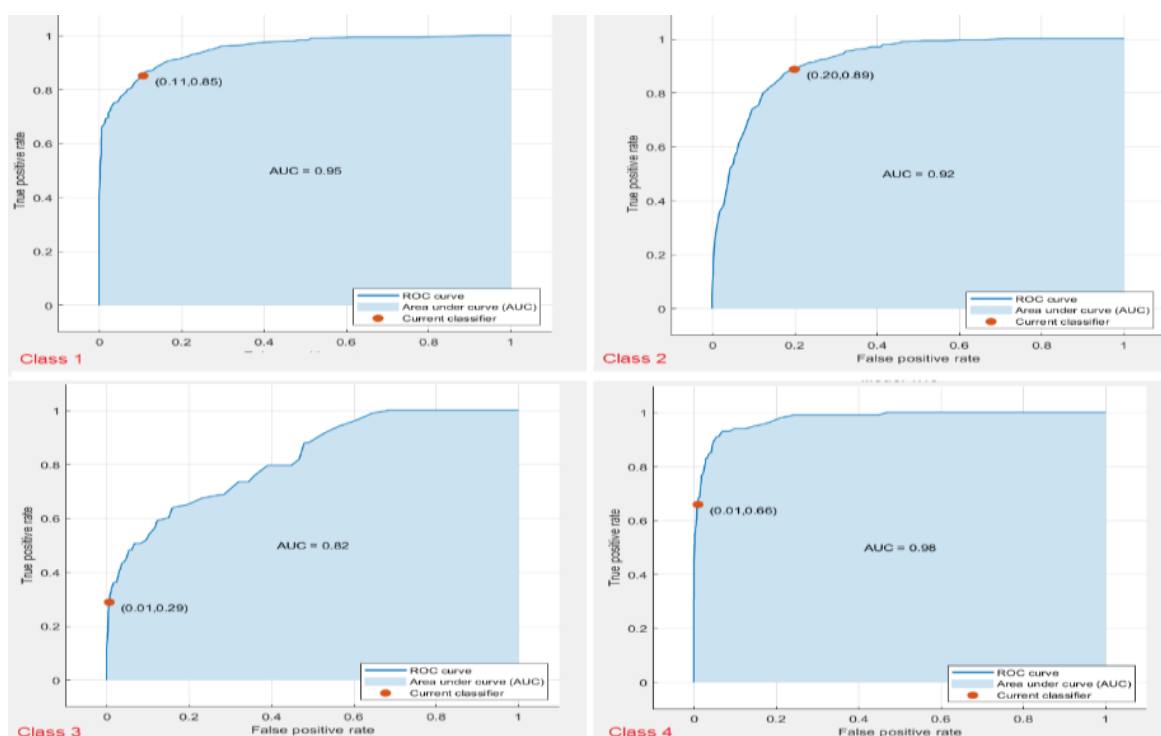 1
0.8
0.6
0.4
0.2
0
True positive rate
(0.11,0.85)
AUC = 0.95
ROC curve
Area under curve (AUC)
Current classifier
0 0.2 0.4 0.6 0.8 1
Class 1
1
0.8
0.6
0.4
0.2
0
True positive rate
(0.20,0.89)
AUC = 0.92
ROC curve
Area under curve (AUC)
Current classifier
0 0.2 0.4 0.6 0.8 1
False positive rate
Class 2
1
0.8
0.6
0.4
0.2
0
True positive rate
(0.01,0.29)
AUC = 0.82
ROC curve
Area under curve (AUC)
Current classifier
0 0.2 0.4 0.6 0.8 1
False positive rate
Class 3
1
0.8
0.6
0.4
0.2
0
True positive rate
(0.01,0.66)
AUC = 0.98
ROC curve
Area under curve (AUC)
Current classifier
0 0.2 0.4 0.6 0.8 1
False positive rate
Class 4